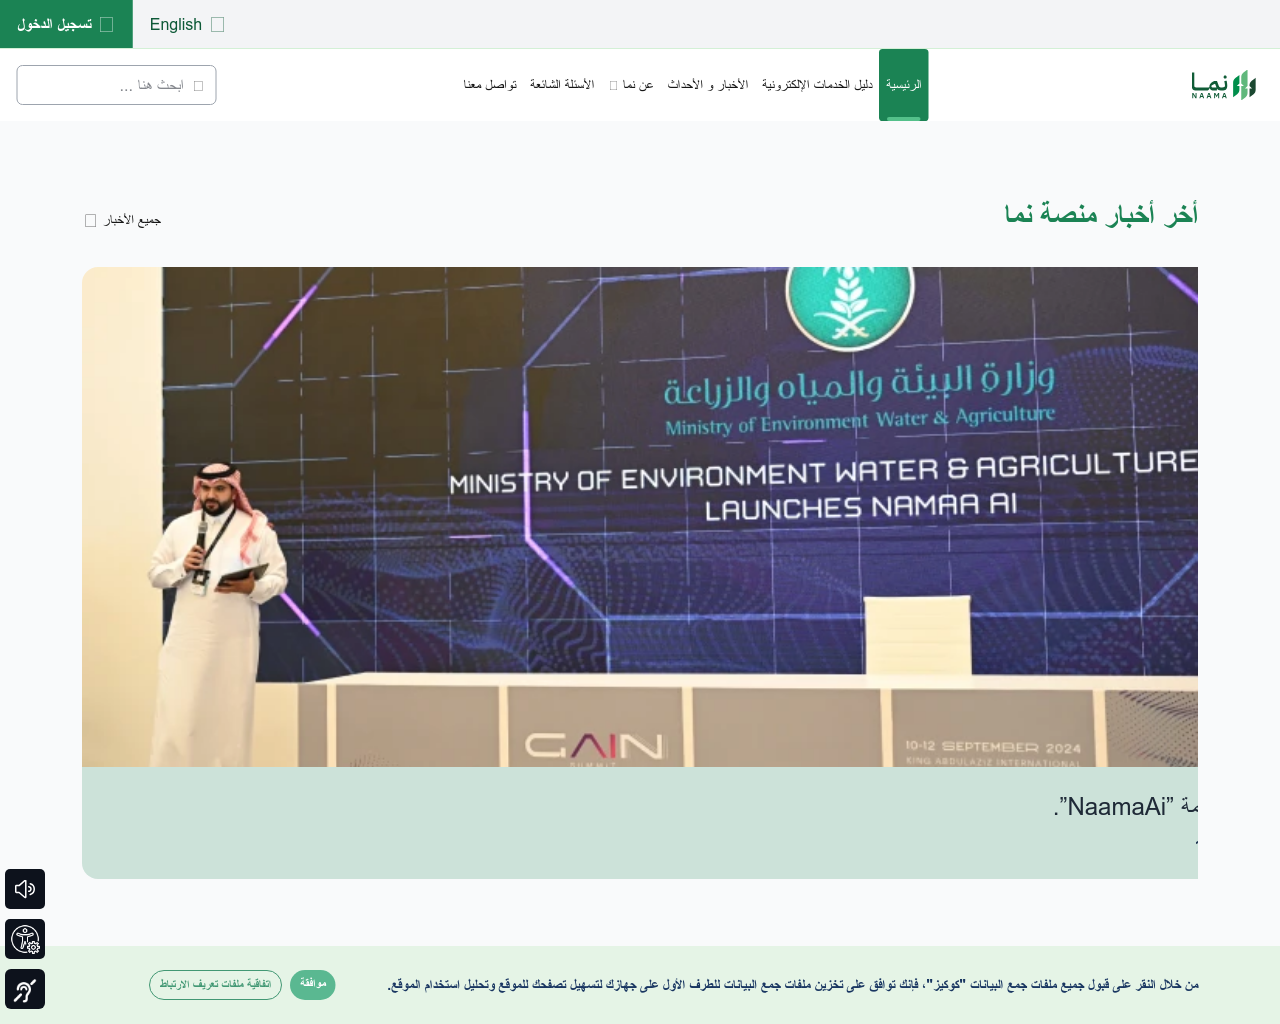 English
تسجيل الدخول
نمـا
NAAMA
الرئيسية
دليل الخدمات الإلكترونية
الأخبار و الأحداث
عن نما
الأسئلة الشائعة
تواصل معنا
ابحث هنا ...
أخر أخبار منصة نما
جميع الأخبار
وزارة البيئة والمياه والزراعة
Ministry of Environment Water & Agriculture
MINISTRY OF ENVIRONMENT WATER & AGRICULTURE
LAUNCHES NAMAA AI
GAIN
SUMMIT
10-12 SEPTEMBER 2024
KING ABDULAZIZ INTERNATIONAL
"NaamaAi".
من خلال النقر على قبول جميع ملفات جمع البيانات "كوكيز"، فإنك توافق على تخزين ملفات جمع البيانات للطرف الأول على جهازك لتسهيل تصفحك للموقع وتحليل استخدام الموقع.
موافقة
اتفاقية ملفات تعريف الارتباط